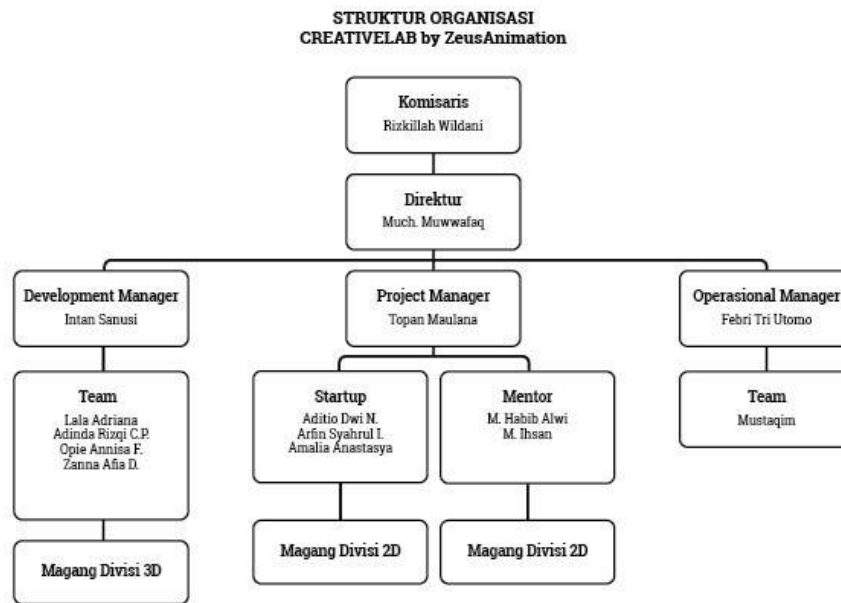 STRUKTUR ORGANISASI
CREATIVELAB by ZeusAnimation
Komisaris
Rizkillah Wildani
Direktur
Much. Muwwafaq
Development Manager
Intan Sanusi
Project Manager
Topan Maulana
Operasional Manager
Febri Tri Utomo
Team
Lala Adriana
Adinda Rizqi C.P.
Opie Annisa F.
Zanna Afia D.
Startup
Aditio Dwi N.
Arfin Syahrul I.
Amalia Anastasya
Mentor
M. Habib Alwi
M. Ihsan
Team
Mustaqim
Magang Divisi 3D
Magang Divisi 2D
Magang Divisi 2D